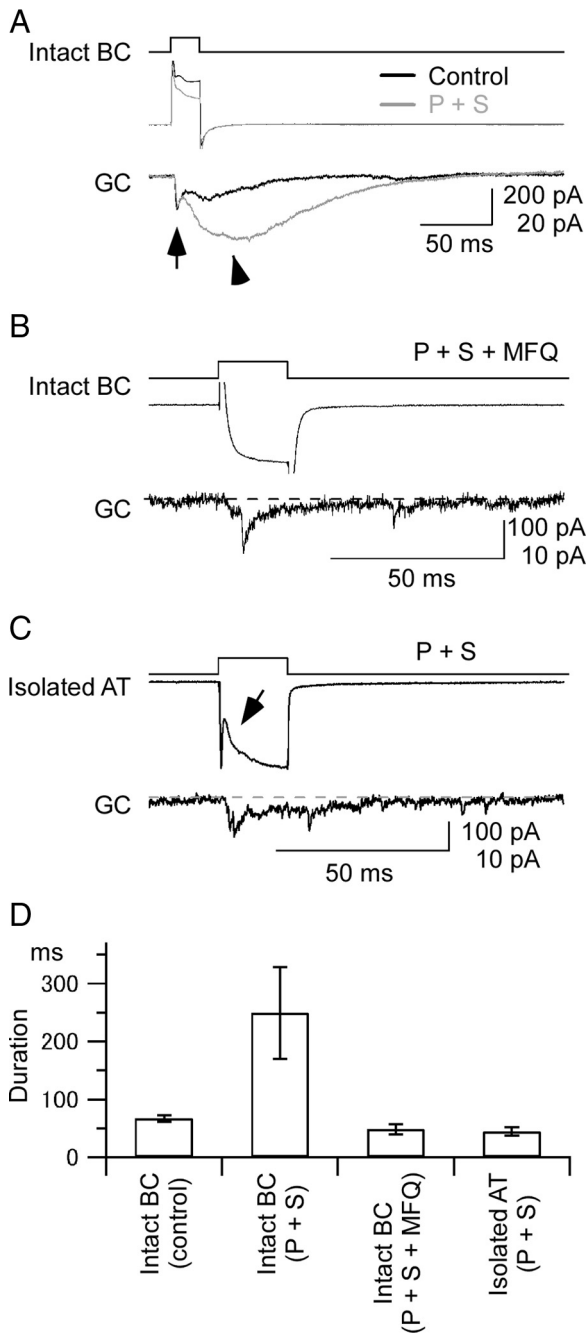 A
Intact BC
Control
P + S
GC
200 pA
20 pA
50 ms
B
P + S + MFQ
Intact BC
GC
100 pA
10 pA
50 ms
C
P + S
Isolated AT
GC
100 pA
10 pA
50 ms
D
ms
300
200
100
0
Duration
Intact BC
(control)
Intact BC
(P + S)
Intact BC
(P + S + MFQ)
Isolated AT
(P + S)